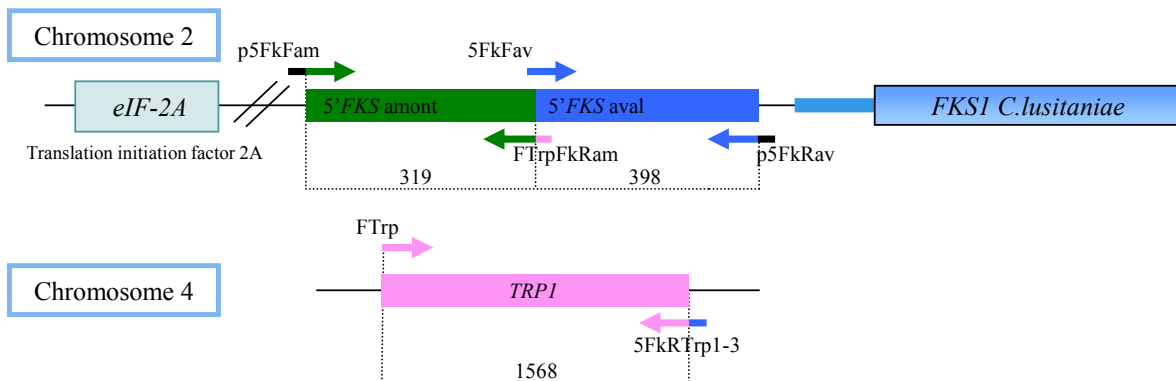 Chromosome 2
p5FkFam
5FkFav
eIF-2A
5'FKS amont
5'FKS aval
FKS1 C.lusitaniae
Translation initiation factor 2A
FTrpFkRam
p5FkRav
319
398
FTrp
Chromosome 4
TRP1
5FkRTrp1-3
1568